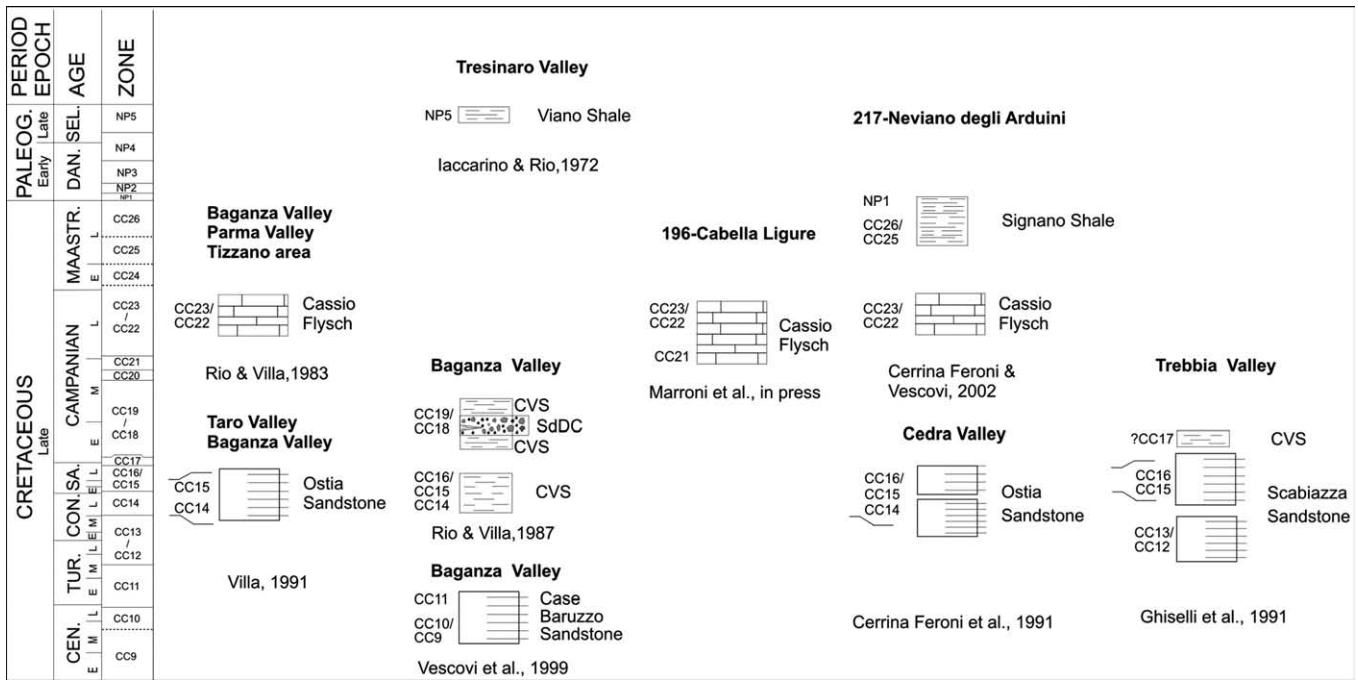 PERIOD
EPOCH
AGE
ZONE
PALEOG.
Early
Late
DAN.
SEL.
NP5
NP4
NP3
NP2
NP1
CRETACEOUS
Late
MAASTR.
E
L
CC26
CC25
CC24
CAMPANIAN
E
M
L
CC23
/
CC22
CC21
CC20
CC19
/
CC18
CC17
SA.
E
L
CC16/
CC15
CON.
E
M
L
CC14
CC13
/
CC12
TUR.
E
M
L
CC11
CEN.
E
M
L
CC10
CC9
Tresinaro Valley
NP5
Viano Shale
Iaccarino & Rio,1972
217-Neviano degli Arduini
NP1
CC26/
CC25
Signano Shale
CC23/
CC22
Cassio
Flysch
Cerrina Feroni &
Vescovi, 2002
Baganza Valley
Parma Valley
Tizzano area
CC23/
CC22
Cassio
Flysch
Rio & Villa,1983
196-Cabella Ligure
CC23/
CC22
CC21
Cassio
Flysch
Marroni et al., in press
Taro Valley
Baganza Valley
CC15
CC14
Ostia
Sandstone
Villa, 1991
Baganza Valley
CC19/
CC18
CVS
SdDC
CVS
CC16/
CC15
CC14
CVS
Rio & Villa,1987
Baganza Valley
CC11
CC10/
CC9
Case
Baruzzo
Sandstone
Vescovi et al., 1999
Cedra Valley
CC16/
CC15
CC14
Ostia
Sandstone
Cerrina Feroni et al., 1991
Trebbia Valley
?CC17
CVS
CC16
CC15
Scabiazza
Sandstone
CC13/
CC12
Ghiselli et al., 1991